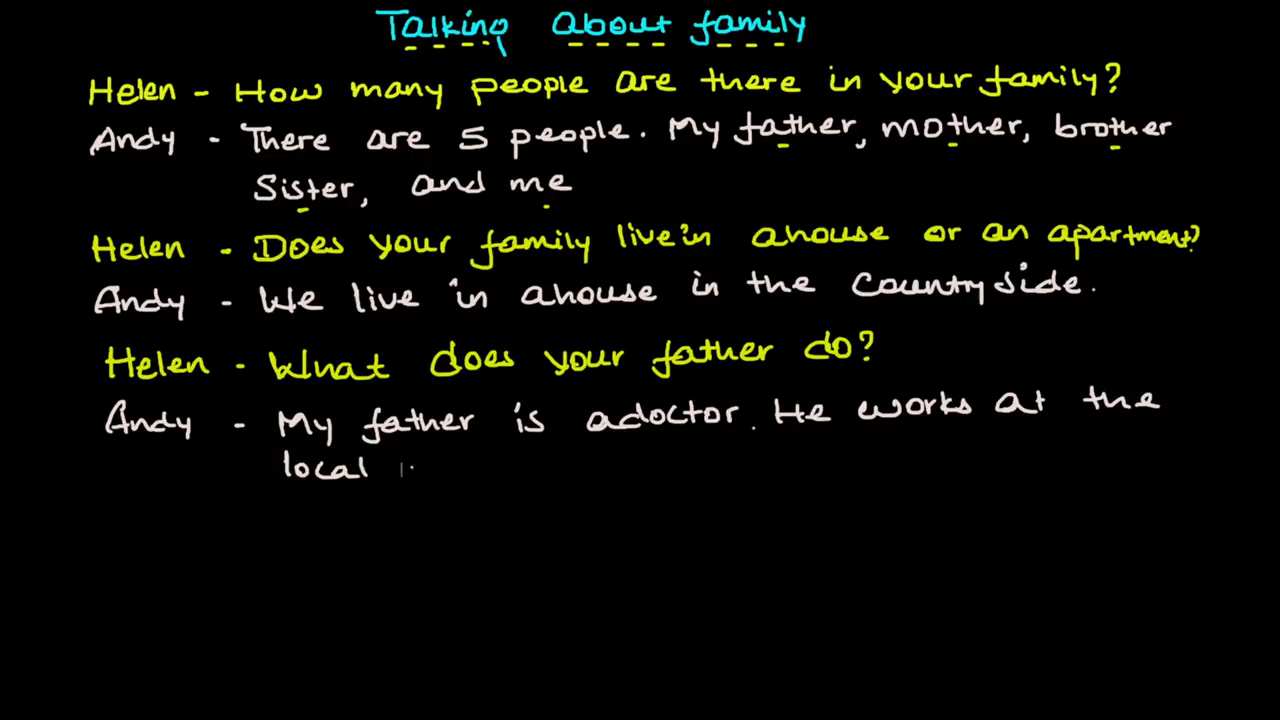 Talking about family
Helen - How many people are there in your family?
Andy - There are 5 people. My father, mother, brother
Sister, and me
Helen - Does your family live in a house or an apartment?
Andy - We live in a house in the countryside.
Helen - What does your father do?
Andy - My father is a doctor. He works at the
local